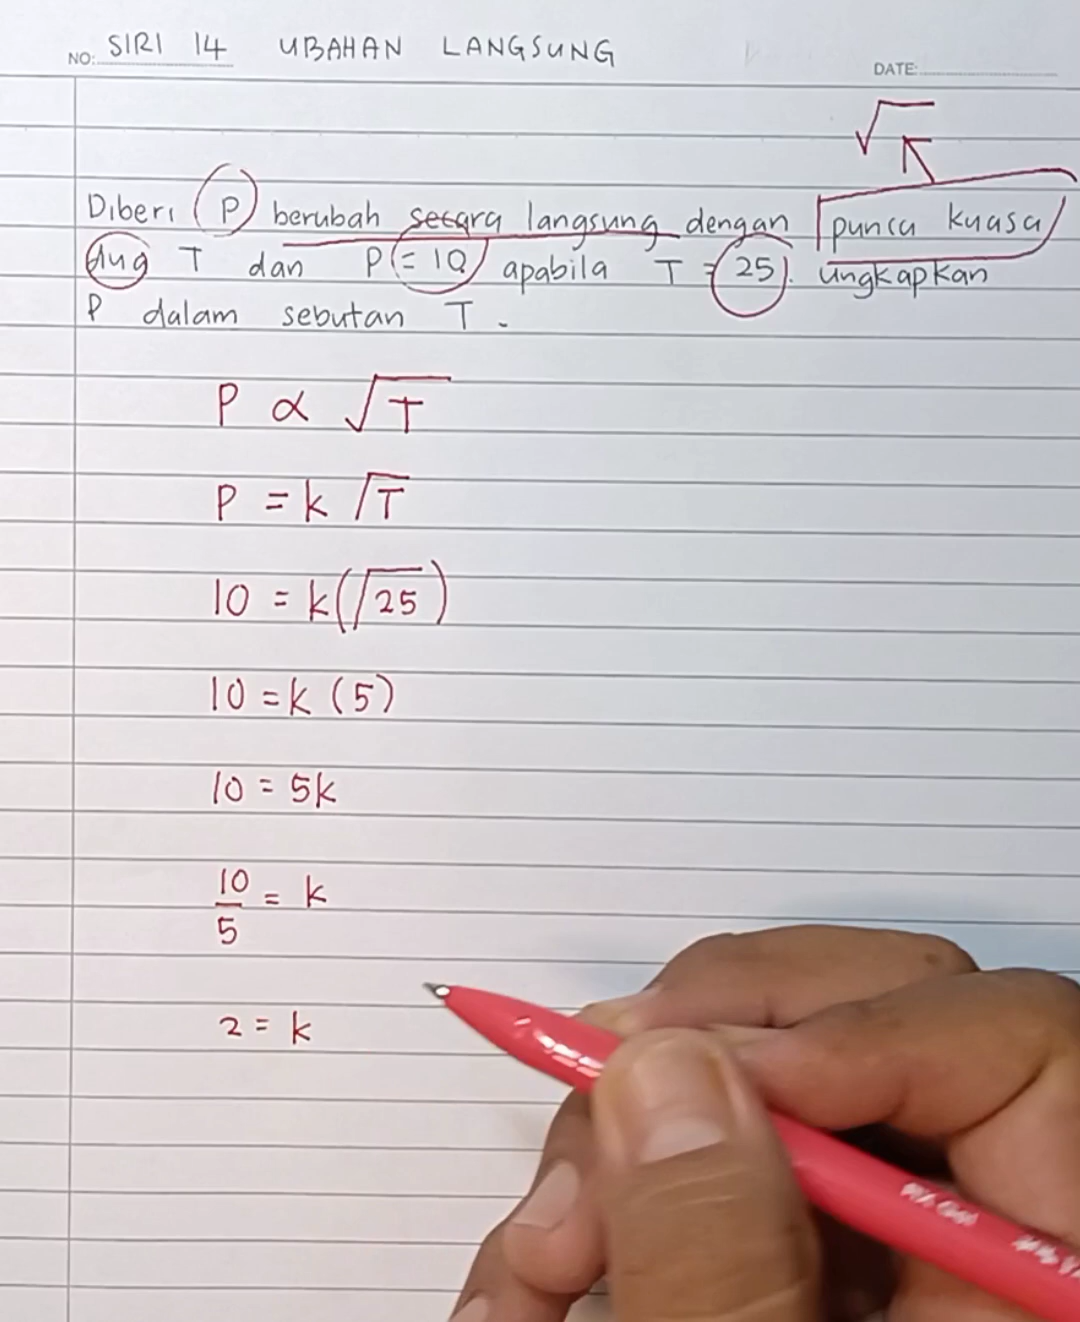 NO: SIRI 14 UBAHAN LANGSUNG
DATE:
√
Diberi P berubah secara langsung dengan punca kuasa
dua T dan P = 10 apabila T = 25. Ungkapkan
P dalam sebutan T.
P ∝ √T
P = k √T
10 = k(√25)
10 = k (5)
10 = 5k
10/5 = k
2 = k